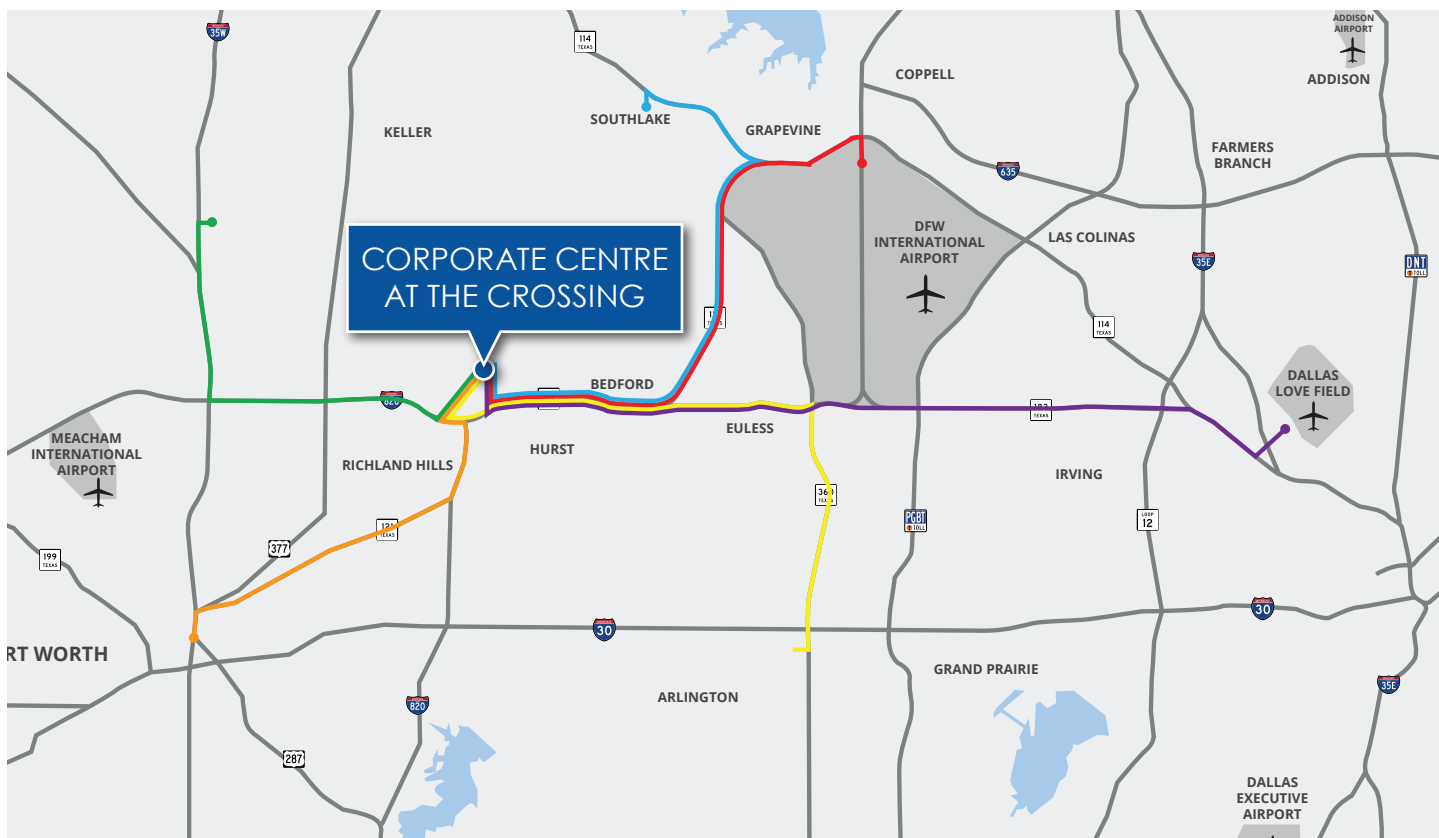 ADDISON
AIRPORT
35W
114
TEXAS
COPPELL
ADDISON
SOUTHLAKE
GRAPEVINE
KELLER
FARMERS
BRANCH
635
DFW
INTERNATIONAL
AIRPORT
LAS COLINAS
CORPORATE CENTRE
AT THE CROSSING
35E
DNT
TOLL
114
TEXAS
BEDFORD
DALLAS
LOVE FIELD
820
EULESS
MEACHAM
INTERNATIONAL
AIRPORT
HURST
RICHLAND HILLS
IRVING
360
TEXAS
PGBT
TOLL
LOOP
12
121
377
199
TEXAS
30
30
RT WORTH
GRAND PRAIRIE
ARLINGTON
35E
820
287
DALLAS
EXECUTIVE
AIRPORT